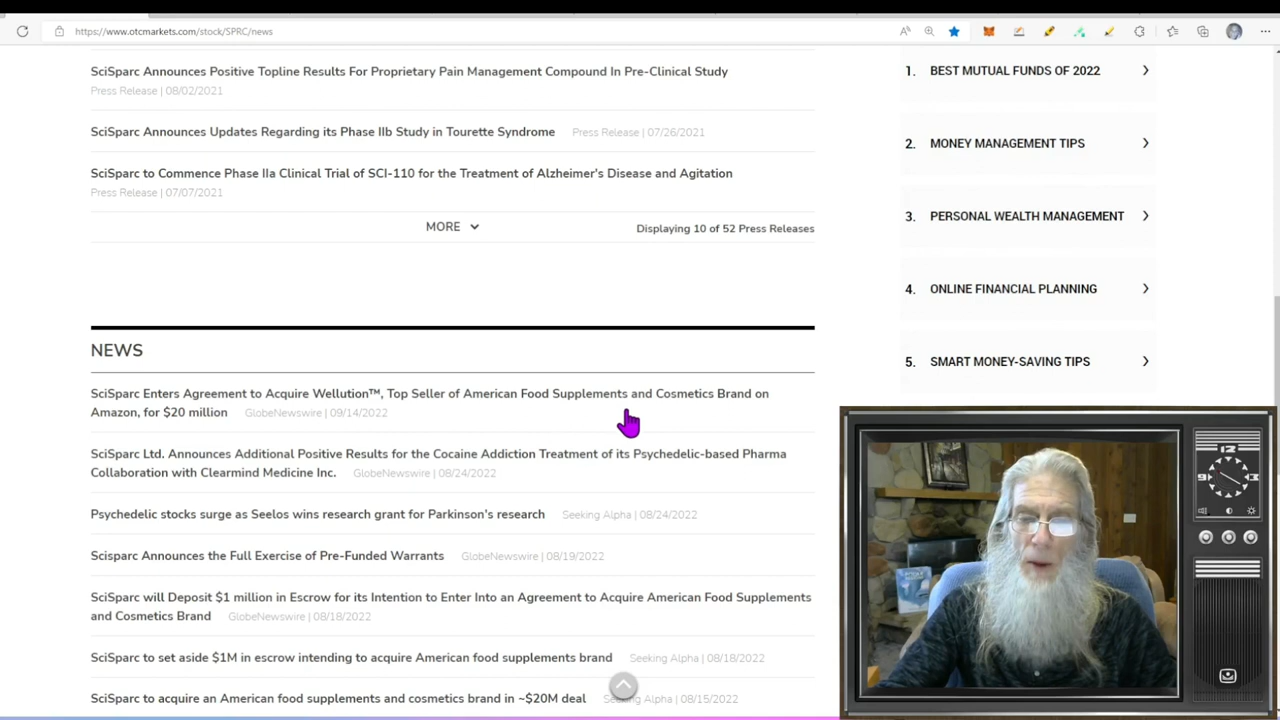 https://www.otcmarkets.com/stock/SPRC/news
SciSparc Announces Positive Topline Results For Proprietary Pain Management Compound In Pre-Clinical Study
Press Release | 08/02/2021
SciSparc Announces Updates Regarding its Phase IIb Study in Tourette Syndrome Press Release | 07/26/2021
SciSparc to Commence Phase IIa Clinical Trial of SCI-110 for the Treatment of Alzheimer's Disease and Agitation
Press Release | 07/07/2021
MORE
Displaying 10 of 52 Press Releases
NEWS
SciSparc Enters Agreement to Acquire Wellution™, Top Seller of American Food Supplements and Cosmetics Brand on
Amazon, for $20 million GlobeNewswire | 09/14/2022
SciSparc Ltd. Announces Additional Positive Results for the Cocaine Addiction Treatment of its Psychedelic-based Pharma
Collaboration with Clearmind Medicine Inc. GlobeNewswire | 08/24/2022
Psychedelic stocks surge as Seelos wins research grant for Parkinson's research Seeking Alpha | 08/24/2022
Scisparc Announces the Full Exercise of Pre-Funded Warrants GlobeNewswire | 08/19/2022
SciSparc will Deposit $1 million in Escrow for its Intention to Enter Into an Agreement to Acquire American Food Supplements
and Cosmetics Brand GlobeNewswire | 08/18/2022
SciSparc to set aside $1M in escrow intending to acquire American food supplements brand Seeking Alpha | 08/18/2022
SciSparc to acquire an American food supplements and cosmetics brand in ~$20M deal Seeking Alpha | 08/15/2022
1. BEST MUTUAL FUNDS OF 2022
2. MONEY MANAGEMENT TIPS
3. PERSONAL WEALTH MANAGEMENT
4. ONLINE FINANCIAL PLANNING
5. SMART MONEY-SAVING TIPS
12
9 3